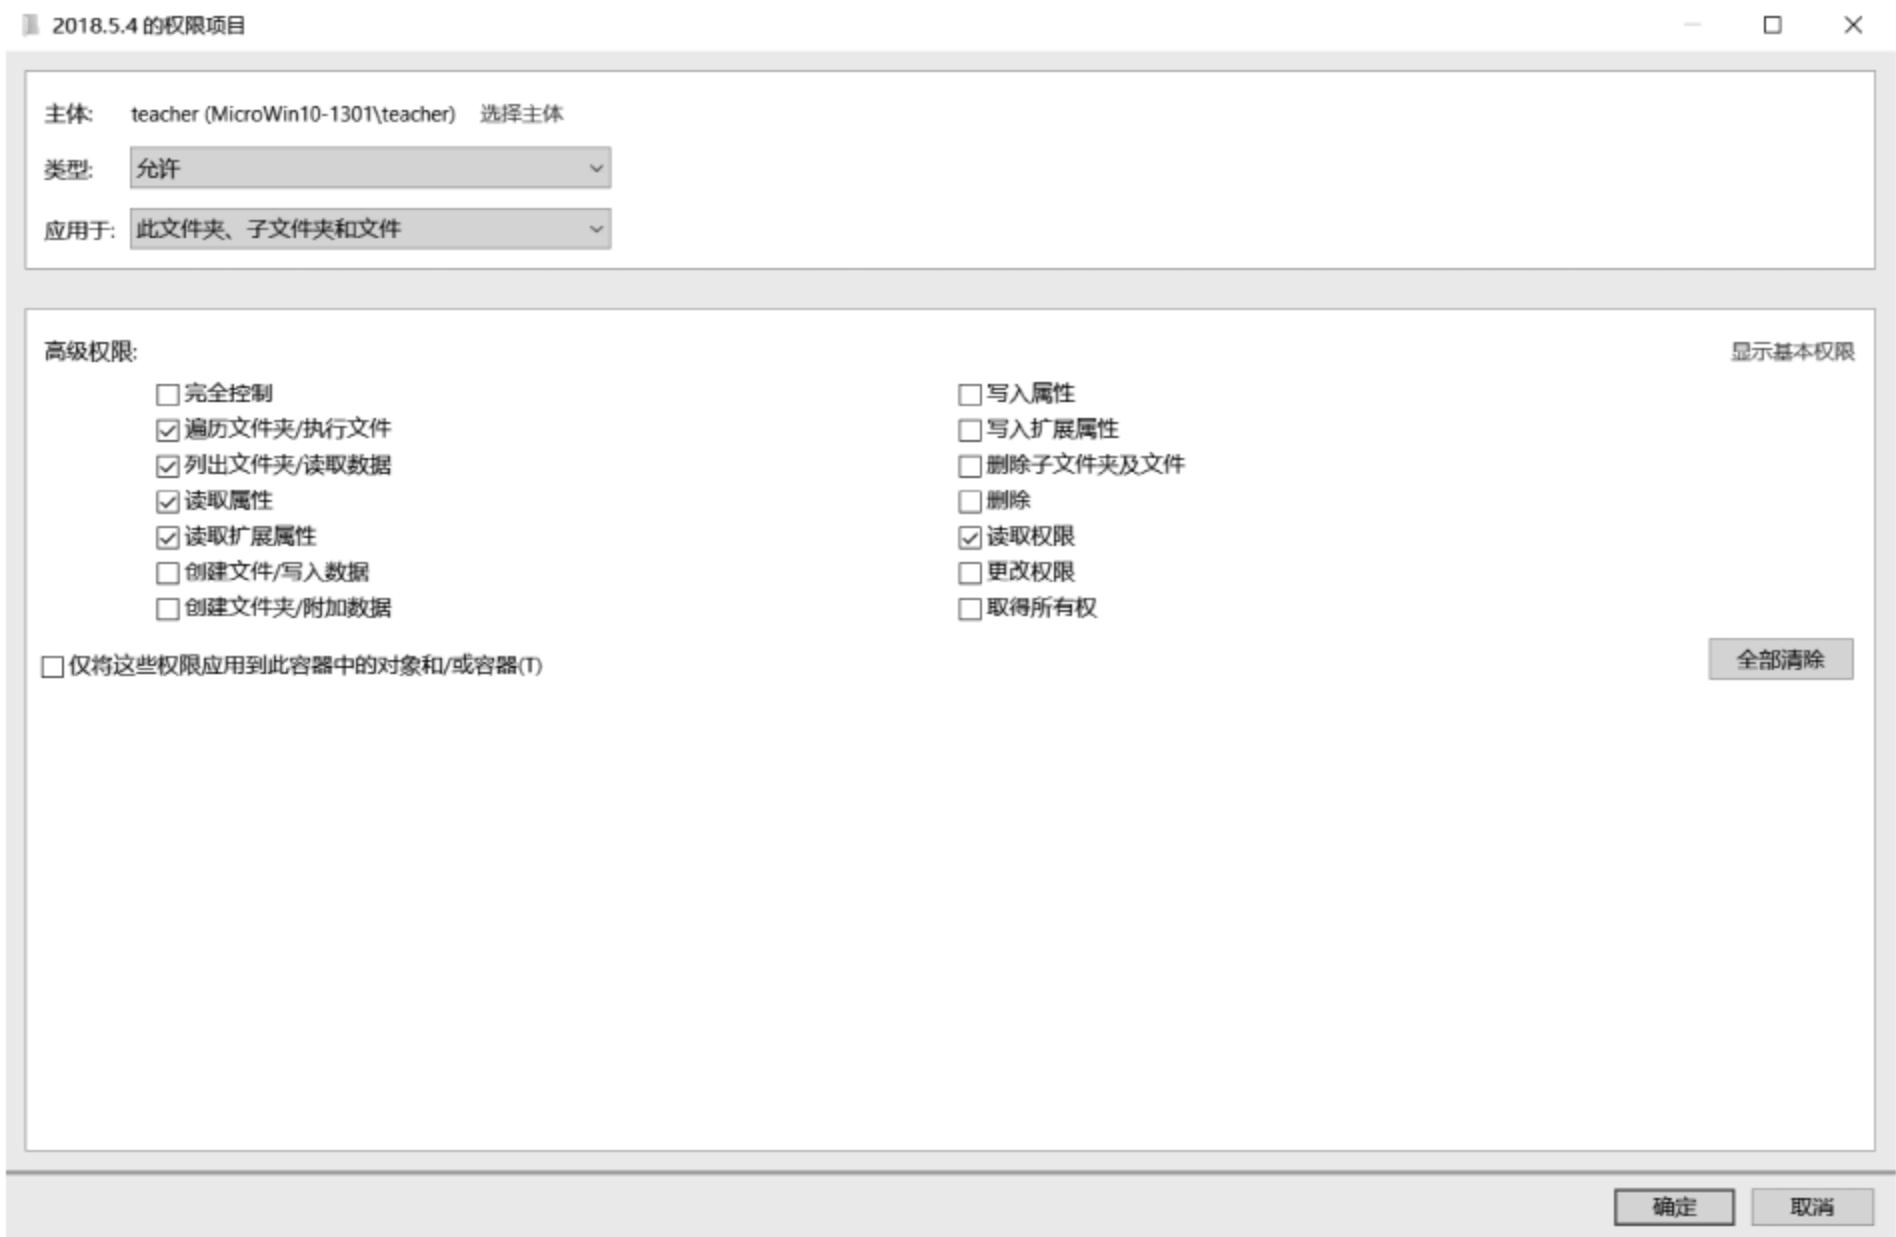 2018.5.4 的权限项目
主体: teacher (MicroWin10-1301\teacher) 选择主体
类型: 允许
应用于: 此文件夹、子文件夹和文件
高级权限: 显示基本权限
完全控制 写入属性
遍历文件夹/执行文件 写入扩展属性
列出文件夹/读取数据 删除子文件夹及文件
读取属性 删除
读取扩展属性 读取权限
创建文件/写入数据 更改权限
创建文件夹/附加数据 取得所有权
仅将这些权限应用到此容器中的对象和/或容器(T) 全部清除
确定 取消